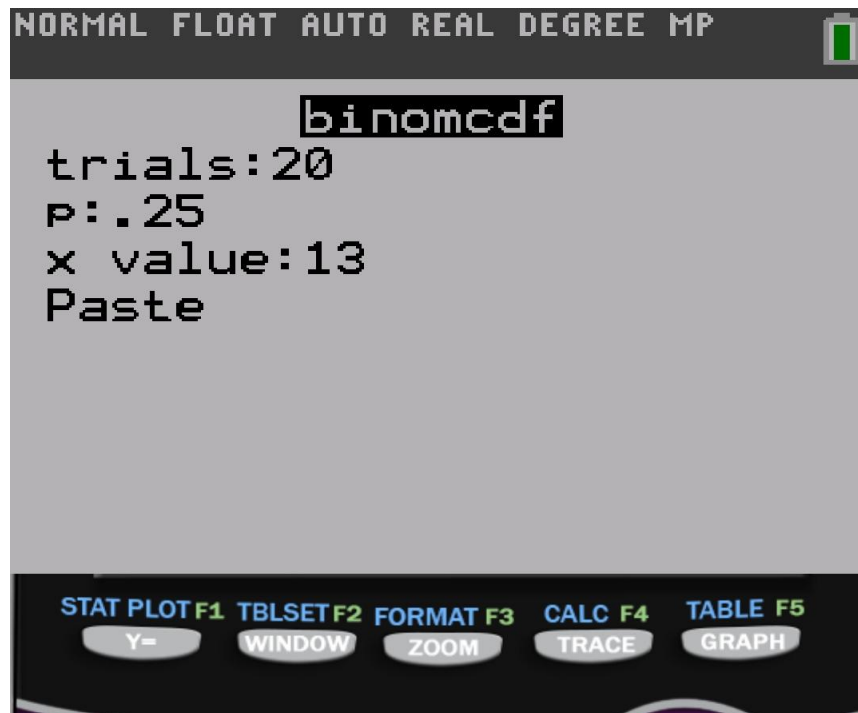 NORMAL FLOAT AUTO REAL DEGREE MP
binomcdf
trials:20
p:.25
x value:13
Paste
STAT PLOT F1 TBLSET F2 FORMAT F3 CALC F4 TABLE F5
Y= WINDOW ZOOM TRACE GRAPH